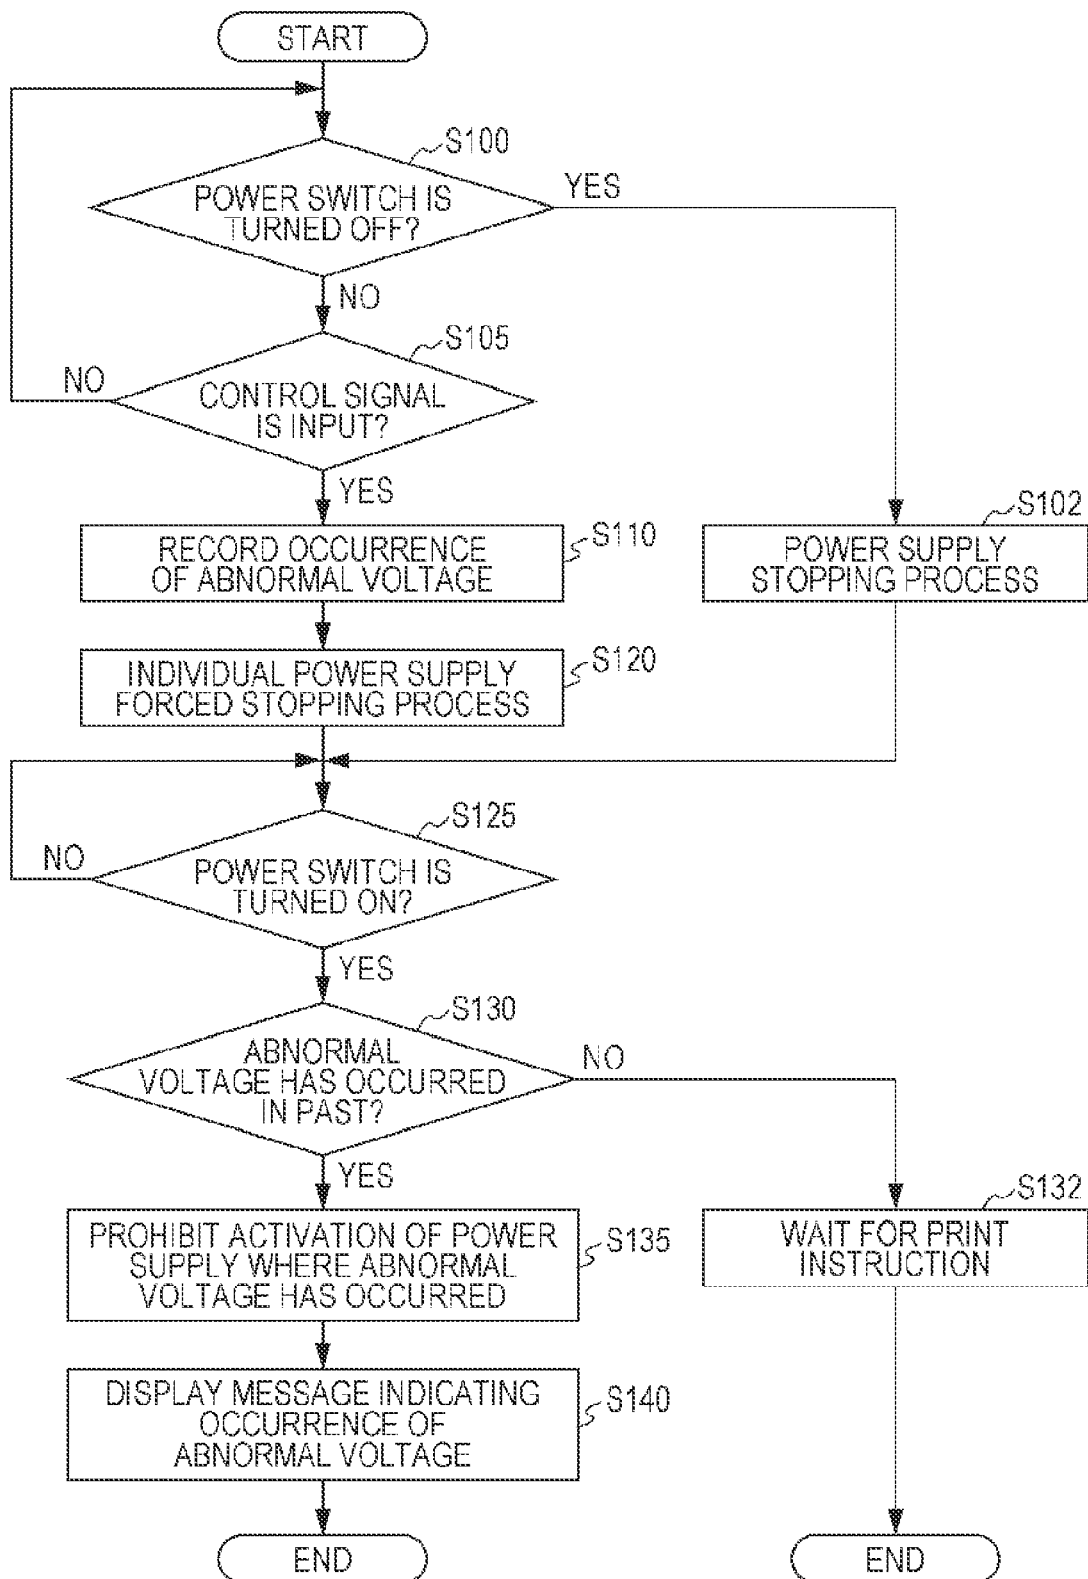 START
S100
POWER SWITCH IS
TURNED OFF?
YES
NO
S105
CONTROL SIGNAL
IS INPUT?
NO
YES
S110
RECORD OCCURRENCE
OF ABNORMAL VOLTAGE
S102
POWER SUPPLY
STOPPING PROCESS
S120
INDIVIDUAL POWER SUPPLY
FORCED STOPPING PROCESS
S125
POWER SWITCH IS
TURNED ON?
NO
YES
S130
ABNORMAL
VOLTAGE HAS OCCURRED
IN PAST?
NO
YES
S135
PROHIBIT ACTIVATION OF POWER
SUPPLY WHERE ABNORMAL
VOLTAGE HAS OCCURRED
S132
WAIT FOR PRINT
INSTRUCTION
S140
DISPLAY MESSAGE INDICATING
OCCURRENCE OF
ABNORMAL VOLTAGE
END
END